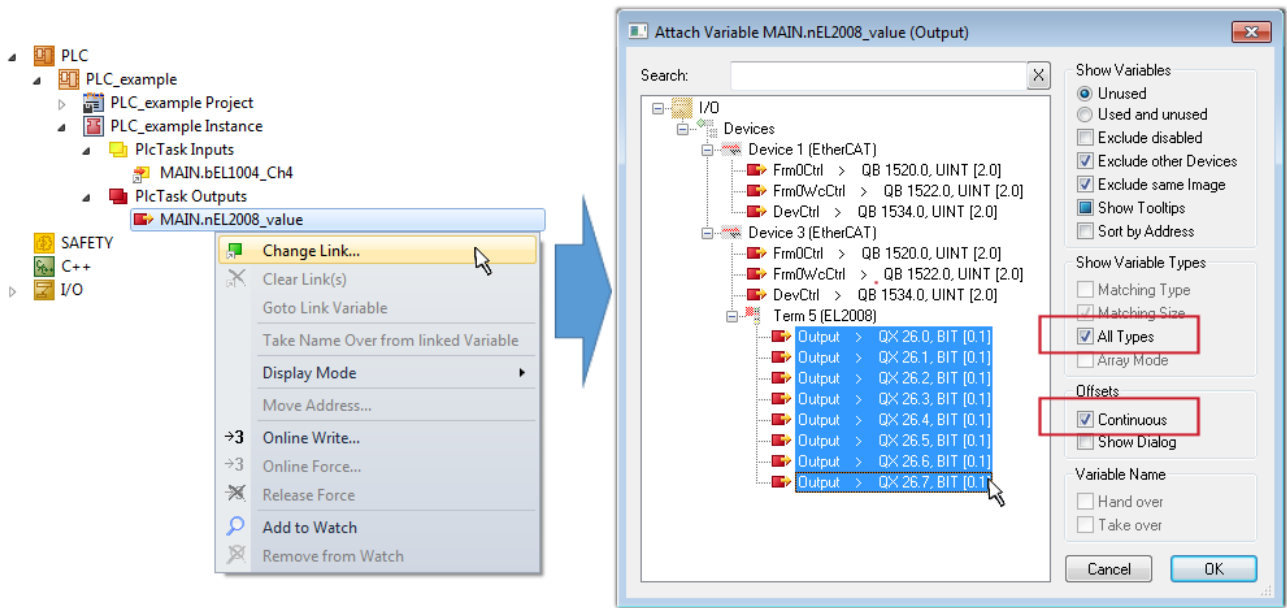 PLC
PLC_example
PLC_example Project
PLC_example Instance
PlcTask Inputs
MAIN.bEL1004_Ch4
PlcTask Outputs
MAIN.nEL2008_value
SAFETY
C++
I/O
Change Link...
Clear Link(s)
Goto Link Variable
Take Name Over from linked Variable
Display Mode
Move Address...
→3 Online Write...
→3 Online Force...
Release Force
Add to Watch
Remove from Watch
Attach Variable MAIN.nEL2008_value (Output)
Search:
X
I/O
Devices
Device 1 (EtherCAT)
Frm0Ctrl > QB 1520.0, UINT [2.0]
Frm0WcCtrl > QB 1522.0, UINT [2.0]
DevCtrl > QB 1534.0, UINT [2.0]
Device 3 (EtherCAT)
Frm0Ctrl > QB 1520.0, UINT [2.0]
Frm0WcCtrl > QB 1522.0, UINT [2.0]
DevCtrl > QB 1534.0, UINT [2.0]
Term 5 (EL2008)
Output > QX 26.0, BIT [0.1]
Output > QX 26.1, BIT [0.1]
Output > QX 26.2, BIT [0.1]
Output > QX 26.3, BIT [0.1]
Output > QX 26.4, BIT [0.1]
Output > QX 26.5, BIT [0.1]
Output > QX 26.6, BIT [0.1]
Output > QX 26.7, BIT [0.1]
Show Variables
Unused
Used and unused
Exclude disabled
Exclude other Devices
Exclude same Image
Show Tooltips
Sort by Address
Show Variable Types
Matching Type
Matching Size
All Types
Array Mode
Offsets
Continuous
Show Dialog
Variable Name
Hand over
Take over
Cancel
OK